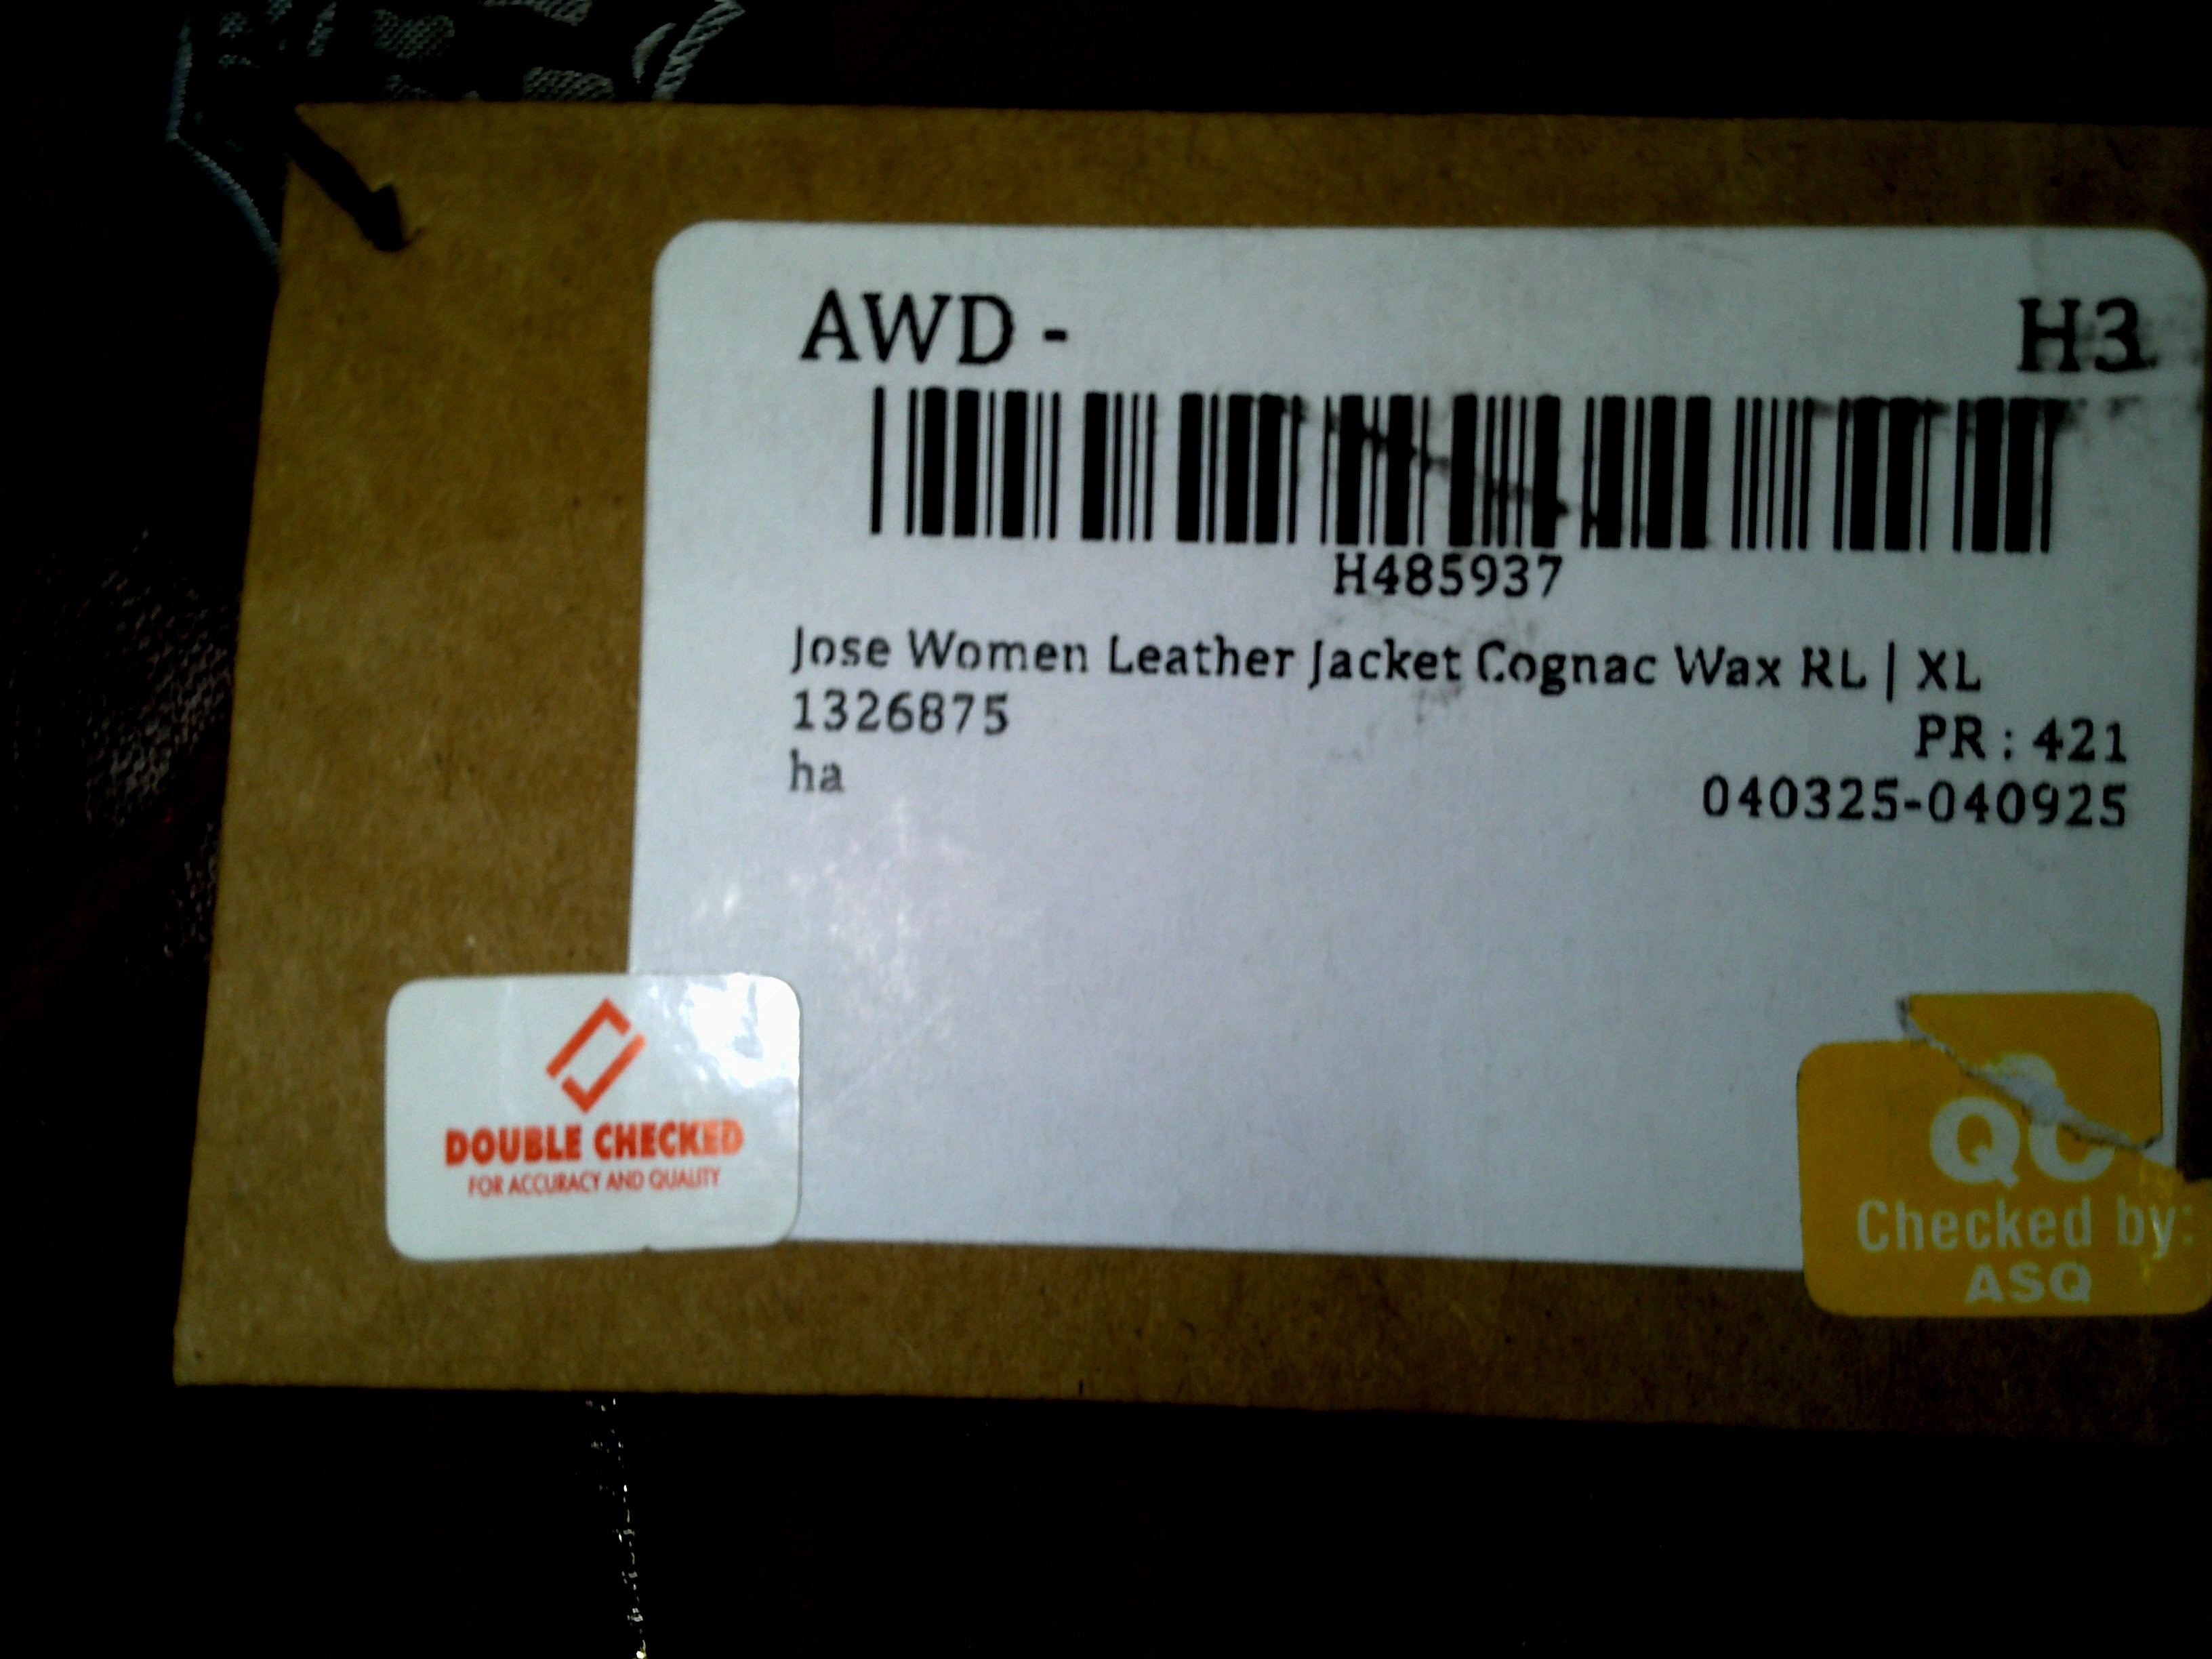 AWD - H3
H485937
Jose Women Leather Jacket Cognac Wax RL | XL
1326875
PR : 421
ha
040325-040925
DOUBLE CHECKED
FOR ACCURACY AND QUALITY
QC
Checked by:
ASQ